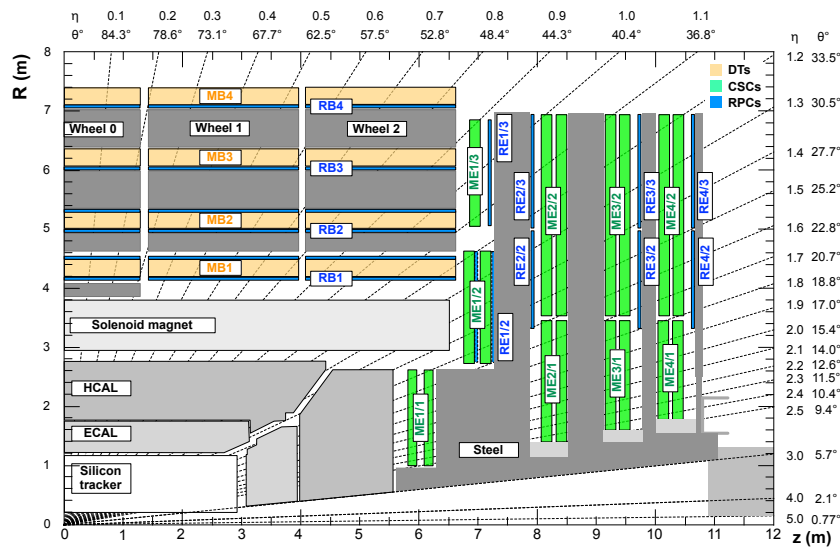 η 0.1 0.2 0.3 0.4 0.5 0.6 0.7 0.8 0.9 1.0 1.1
θ° 84.3° 78.6° 73.1° 67.7° 62.5° 57.5° 52.8° 48.4° 44.3° 40.4° 36.8° η θ°
R (m)
8
7
6
5
4
3
2
1
0
1.2 33.5°
1.3 30.5°
1.4 27.7°
1.5 25.2°
1.6 22.8°
1.7 20.7°
1.8 18.8°
1.9 17.0°
2.0 15.4°
2.1 14.0°
2.2 12.6°
2.3 11.5°
2.4 10.4°
2.5 9.4°
3.0 5.7°
4.0 2.1°
5.0 0.77°
DTs
CSCs
RPCs
MB4
RB4
Wheel 0
Wheel 1
Wheel 2
MB3
RB3
MB2
RB2
MB1
RB1
Solenoid magnet
HCAL
ECAL
Silicon
tracker
Steel
ME1/3
RE1/3
ME1/2
RE1/2
ME1/1
RE2/3
RE2/2
ME2/2
ME2/1
ME3/2
ME3/1
RE3/3
RE3/2
ME4/2
ME4/1
RE4/3
RE4/2
0 1 2 3 4 5 6 7 8 9 10 11 12
z (m)